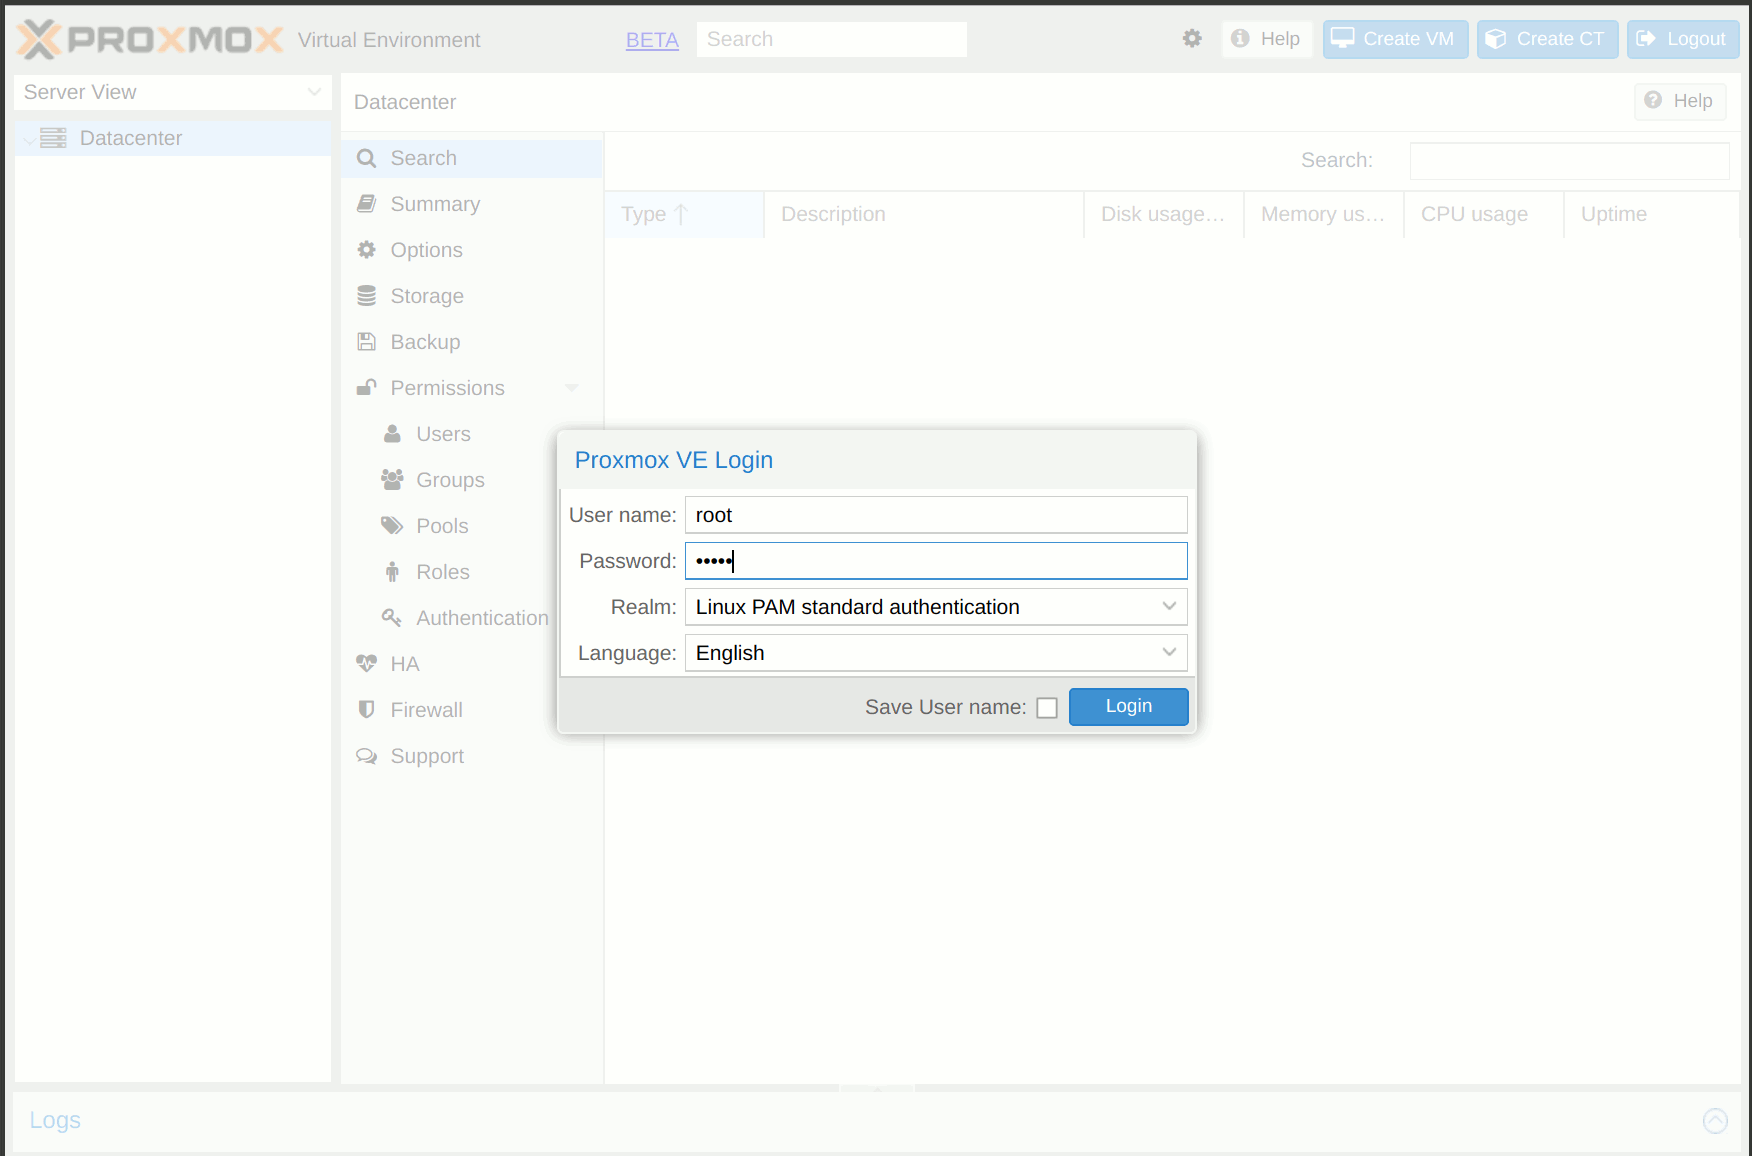 PROXMOX Virtual Environment BETA Search Help Create VM Create CT Logout
Server View
Datacenter
Datacenter Help
Search
Summary
Options
Storage
Backup
Permissions
Users
Groups
Pools
Roles
Authentication
HA
Firewall
Support
Search:
Type Description Disk usage... Memory us... CPU usage Uptime
Proxmox VE Login
User name: root
Password: •••••
Realm: Linux PAM standard authentication
Language: English
Save User name: Login
Logs